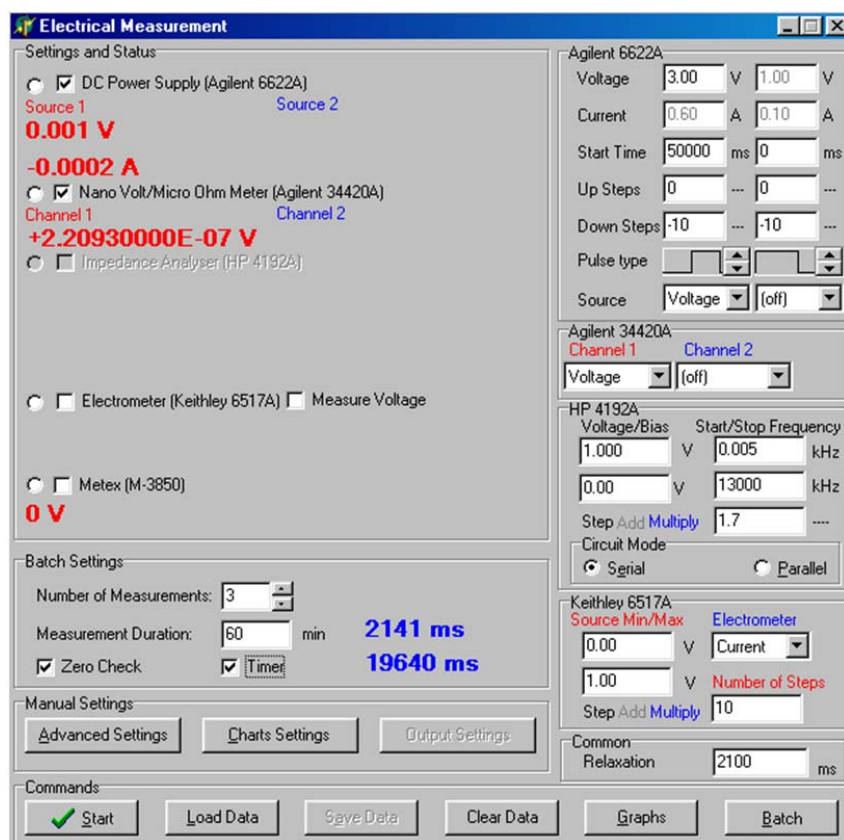 Electrical Measurement
Settings and Status
DC Power Supply (Agilent 6622A)
Source 1 Source 2
0.001 V
-0.0002 A
Nano Volt/Micro Ohm Meter (Agilent 34420A)
Channel 1 Channel 2
+2.20930000E-07 V
Impedance Analyser (HP 4192A)
Electrometer (Keithley 6517A) Measure Voltage
Metex (M-3850)
0 V
Batch Settings
Number of Measurements: 3
Measurement Duration: 60 min 2141 ms
Zero Check Timer 19640 ms
Manual Settings
Advanced Settings Charts Settings Output Settings
Agilent 6622A
Voltage 3.00 V 1.00 V
Current 0.60 A 0.10 A
Start Time 50000 ms 0 ms
Up Steps 0 --- 0 ---
Down Steps -10 --- -10 ---
Pulse type
Source Voltage (off)
Agilent 34420A
Channel 1 Channel 2
Voltage (off)
HP 4192A
Voltage/Bias Start/Stop Frequency
1.000 V 0.005 kHz
0.00 V 13000 kHz
Step Add Multiply 1.7 ----
Circuit Mode
Serial Parallel
Keithley 6517A
Source Min/Max Electrometer
0.00 V Current
1.00 V Number of Steps
Step Add Multiply 10
Common
Relaxation 2100 ms
Commands
Start Load Data Save Data Clear Data Graphs Batch